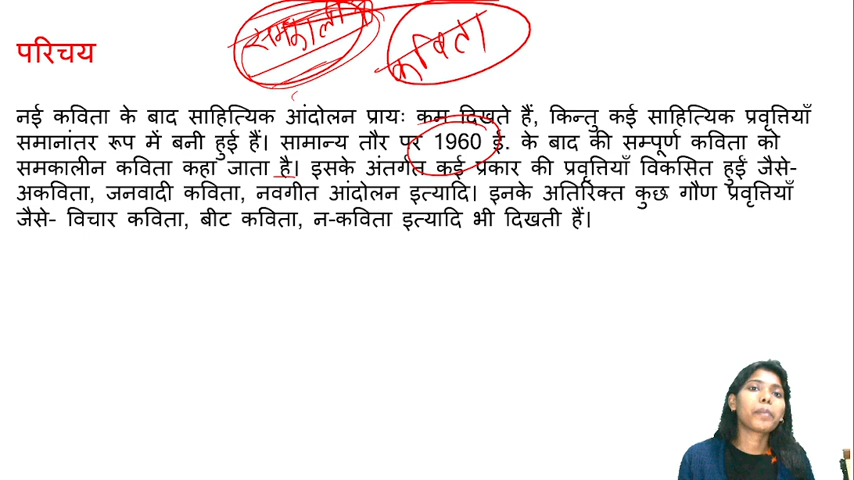 समकालीन कविता
परिचय
नई कविता के बाद साहित्यिक आंदोलन प्रायः कम दिखते हैं, किन्तु कई साहित्यिक प्रवृत्तियाँ
समानांतर रूप में बनी हुई हैं। सामान्य तौर पर 1960 ई. के बाद की सम्पूर्ण कविता को
समकालीन कविता कहा जाता है। इसके अंतर्गत कई प्रकार की प्रवृत्तियाँ विकसित हुईं जैसे-
अकविता, जनवादी कविता, नवगीत आंदोलन इत्यादि। इनके अतिरिक्त कुछ गौण प्रवृत्तियाँ
जैसे- विचार कविता, बीट कविता, न-कविता इत्यादि भी दिखती हैं।